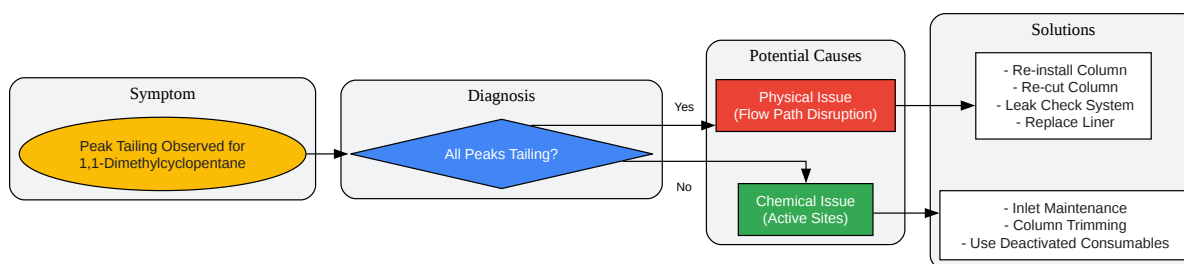 Symptom
Peak Tailing Observed for
1,1-Dimethylcyclopentane
Diagnosis
All Peaks Tailing?
Yes
No
Potential Causes
Physical Issue
(Flow Path Disruption)
Chemical Issue
(Active Sites)
Solutions
- Re-install Column
- Re-cut Column
- Leak Check System
- Replace Liner
- Inlet Maintenance
- Column Trimming
- Use Deactivated Consumables